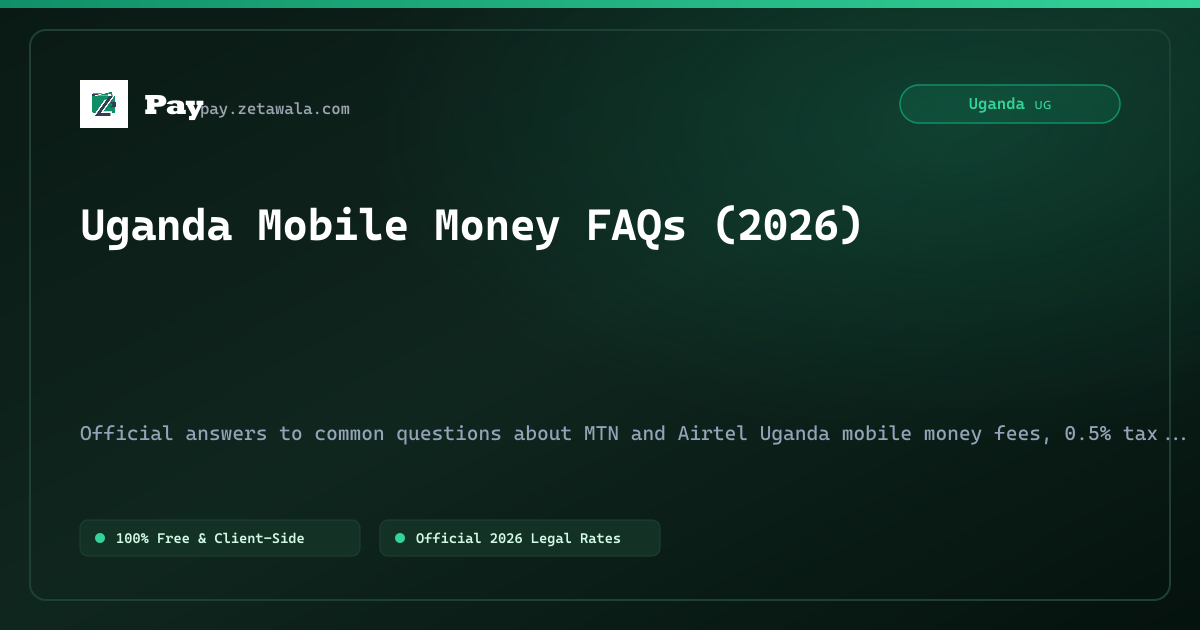 Pay pay.zetawala.com
Uganda UG
Uganda Mobile Money FAQs (2026)
Official answers to common questions about MTN and Airtel Uganda mobile money fees, 0.5% tax...
100% Free & Client-Side
Official 2026 Legal Rates